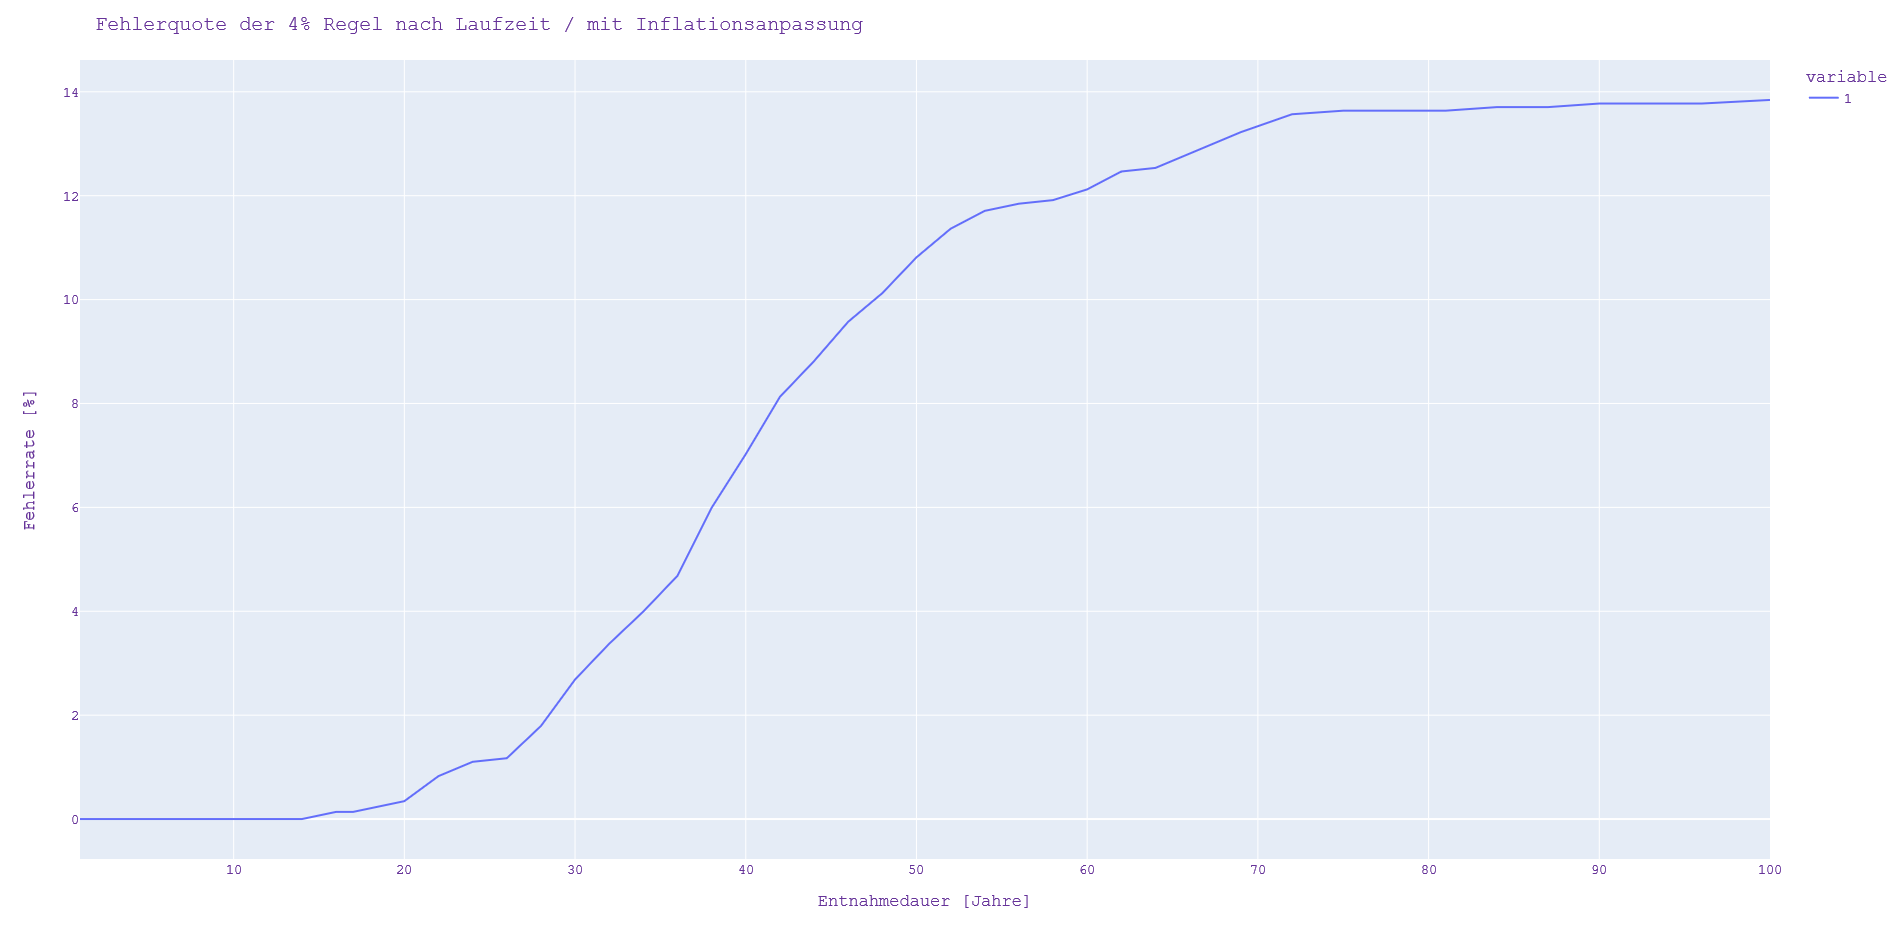 Fehlerquote der 4% Regel nach Laufzeit / mit Inflationsanpassung
variable
1
Fehlerrate [%]
14
12
10
8
6
4
2
0
10 20 30 40 50 60 70 80 90 100
Entnahmedauer [Jahre]